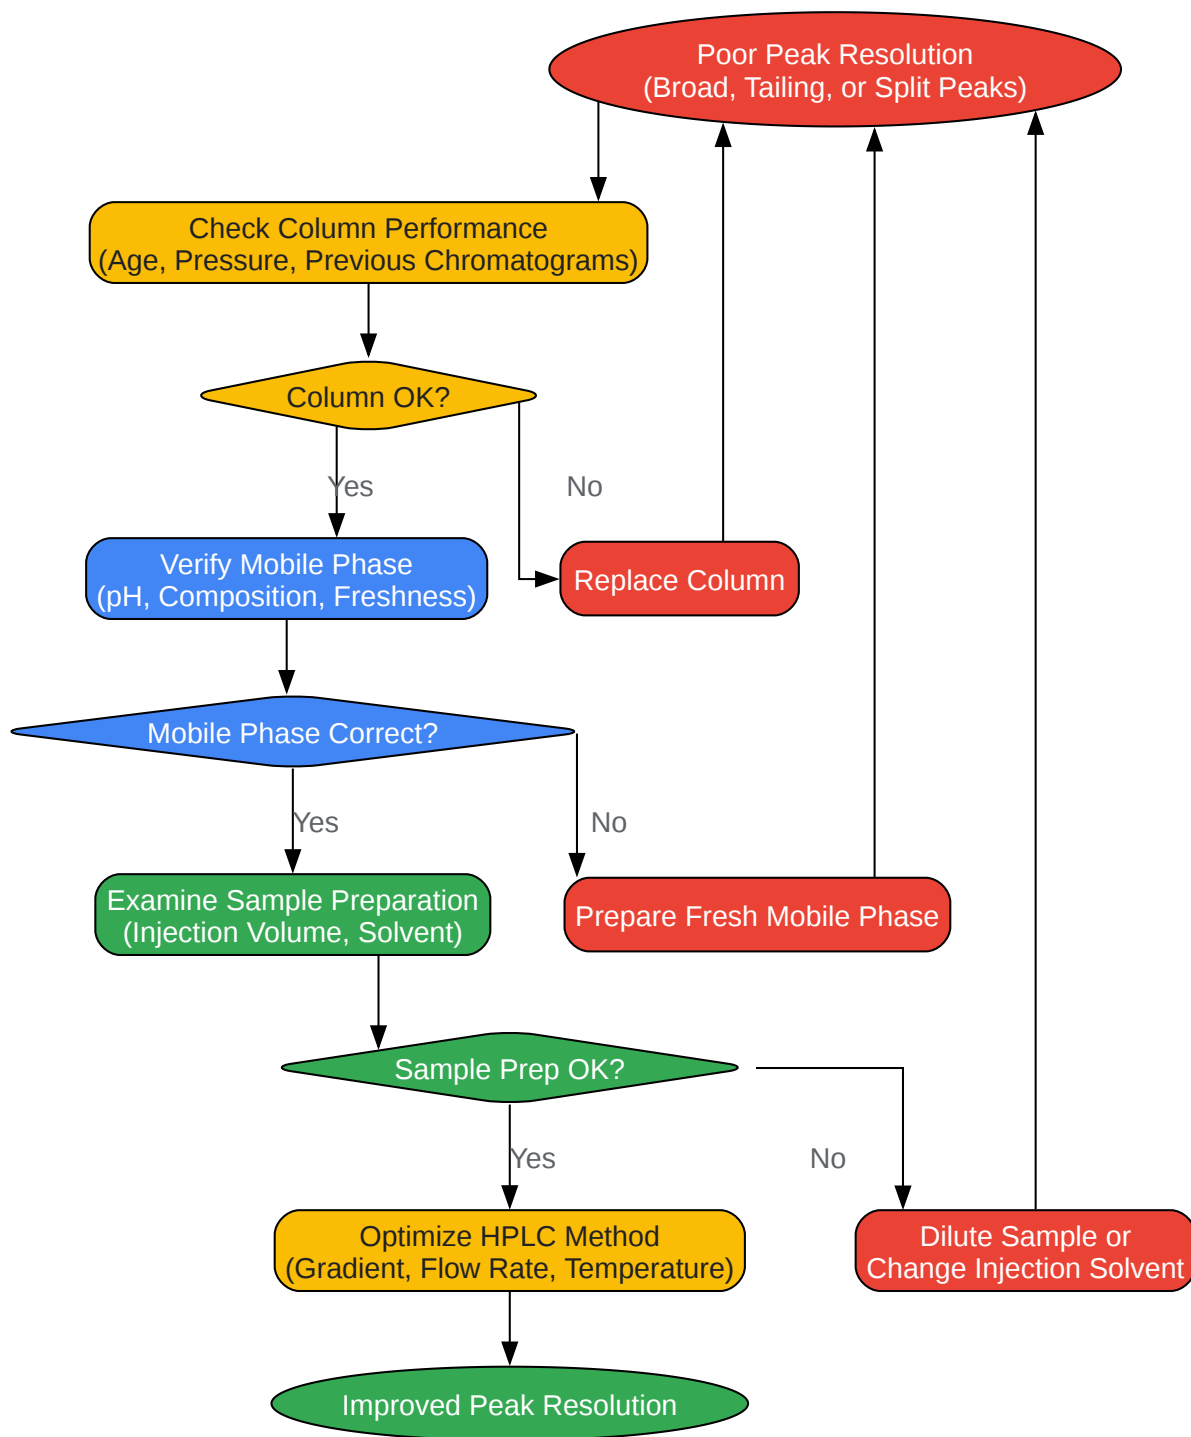 Poor Peak Resolution
(Broad, Tailing, or Split Peaks)
Check Column Performance
(Age, Pressure, Previous Chromatograms)
Column OK?
Yes
No
Verify Mobile Phase
(pH, Composition, Freshness)
Replace Column
Mobile Phase Correct?
Yes
No
Examine Sample Preparation
(Injection Volume, Solvent)
Prepare Fresh Mobile Phase
Sample Prep OK?
Yes
No
Optimize HPLC Method
(Gradient, Flow Rate, Temperature)
Dilute Sample or
Change Injection Solvent
Improved Peak Resolution